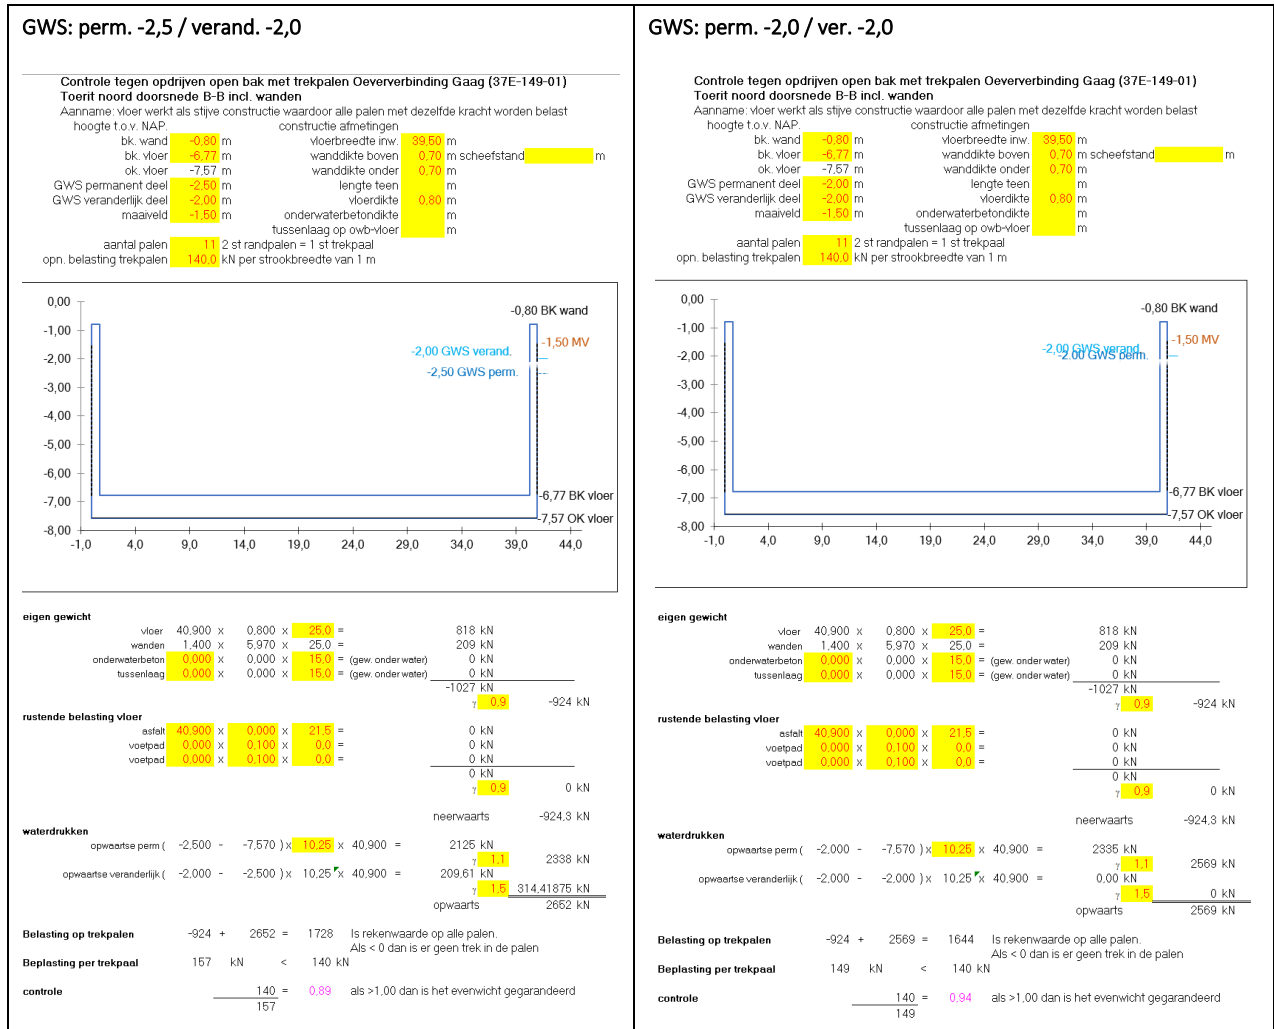 GWS: perm. -2,5 / verand. -2,0
Controle tegen opdrijven open bak met trekpalen Oeververbinding Gaag (37E-149-01)
Toerit noord doorsnede B-B incl. wanden
Aanname: vloer werkt als stijve constructie waardoor alle palen met dezelfde kracht worden belast
hoogte t.o.v. NAP. constructie afmetingen
bk. wand -0,80 m vloerbreedte inw. 39,50 m
bk. vloer -6,77 m wanddikte boven 0,70 m scheefstand m
ok. vloer -7,57 m wanddikte onder 0,70 m
GWS permanent deel -2,50 m lengte teen m
GWS veranderlijk deel -2,00 m vloerdikte 0,80 m
maaiveld -1,50 m onderwaterbetondikte m
tussenlaag op owb-vloer m
aantal palen 11 2 st randpalen = 1 st trekpaal
opn. belasting trekpalen 140,0 kN per strookbreedte van 1 m
0,00
-1,00
-2,00
-3,00
-4,00
-5,00
-6,00
-7,00
-8,00
-0,80 BK wand
-1,50 MV
-2,00 GWS verand.
-2,50 GWS perm.
-6,77 BK vloer
-7,57 OK vloer
-1,0 4,0 9,0 14,0 19,0 24,0 29,0 34,0 39,0 44,0
eigen gewicht
vloer 40,900 x 0,800 x 25,0 = 818 kN
wanden 1,400 x 5,970 x 25,0 = 209 kN
onderwaterbeton 0,000 x 0,000 x 15,0 = (gew. onder water) 0 kN
tussenlaag 0,000 x 0,000 x 15,0 = (gew. onder water) 0 kN
-1027 kN
γ 0,9 -924 kN
rustende belasting vloer
asfalt 40,900 x 0,000 x 21,5 = 0 kN
voetpad 0,000 x 0,100 x 0,0 = 0 kN
voetpad 0,000 x 0,100 x 0,0 = 0 kN
0 kN
γ 0,9 0 kN
neerwaarts -924,3 kN
waterdrukken
opwaartse perm ( -2,500 - -7,570 ) x 10,25 x 40,900 = 2125 kN
γ 1,1 2338 kN
opwaartse veranderlijk ( -2,000 - -2,500 ) x 10,25 x 40,900 = 209,61 kN
γ 1,5 314,41875 kN
opwaarts 2652 kN
Belasting op trekpalen -924 + 2652 = 1728 Is rekenwaarde op alle palen.
Als < 0 dan is er geen trek in de palen
Beplasting per trekpaal 157 kN < 140 kN
controle 140 = 0,89 als >1,00 dan is het evenwicht gegarandeerd
157
GWS: perm. -2,0 / ver. -2,0
Controle tegen opdrijven open bak met trekpalen Oeververbinding Gaag (37E-149-01)
Toerit noord doorsnede B-B incl. wanden
Aanname: vloer werkt als stijve constructie waardoor alle palen met dezelfde kracht worden belast
hoogte t.o.v. NAP. constructie afmetingen
bk. wand -0,80 m vloerbreedte inw. 39,50 m
bk. vloer -6,77 m wanddikte boven 0,70 m scheefstand m
ok. vloer -7,57 m wanddikte onder 0,70 m
GWS permanent deel -2,00 m lengte teen m
GWS veranderlijk deel -2,00 m vloerdikte 0,80 m
maaiveld -1,50 m onderwaterbetondikte m
tussenlaag op owb-vloer m
aantal palen 11 2 st randpalen = 1 st trekpaal
opn. belasting trekpalen 140,0 kN per strookbreedte van 1 m
0,00
-1,00
-2,00
-3,00
-4,00
-5,00
-6,00
-7,00
-8,00
-0,80 BK wand
-1,50 MV
-2,00 GWS verand.
-2,00 GWS perm.
-6,77 BK vloer
-7,57 OK vloer
-1,0 4,0 9,0 14,0 19,0 24,0 29,0 34,0 39,0 44,0
eigen gewicht
vloer 40,900 x 0,800 x 25,0 = 818 kN
wanden 1,400 x 5,970 x 25,0 = 209 kN
onderwaterbeton 0,000 x 0,000 x 15,0 = (gew. onder water) 0 kN
tussenlaag 0,000 x 0,000 x 15,0 = (gew. onder water) 0 kN
-1027 kN
γ 0,9 -924 kN
rustende belasting vloer
asfalt 40,900 x 0,000 x 21,5 = 0 kN
voetpad 0,000 x 0,100 x 0,0 = 0 kN
voetpad 0,000 x 0,100 x 0,0 = 0 kN
0 kN
γ 0,9 0 kN
neerwaarts -924,3 kN
waterdrukken
opwaartse perm ( -2,000 - -7,570 ) x 10,25 x 40,900 = 2335 kN
γ 1,1 2569 kN
opwaartse veranderlijk ( -2,000 - -2,000 ) x 10,25 x 40,900 = 0,00 kN
γ 1,5 0 kN
opwaarts 2569 kN
Belasting op trekpalen -924 + 2569 = 1644 Is rekenwaarde op alle palen.
Als < 0 dan is er geen trek in de palen
Beplasting per trekpaal 149 kN < 140 kN
controle 140 = 0,94 als >1,00 dan is het evenwicht gegarandeerd
149